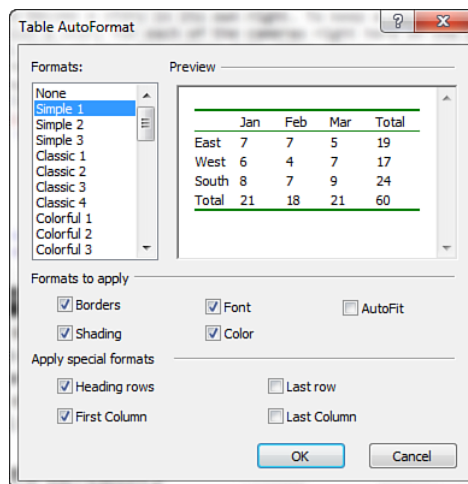 Table AutoFormat
Formats:
Preview
None
Simple 1
Simple 2
Simple 3
Classic 1
Classic 2
Classic 3
Classic 4
Colorful 1
Colorful 2
Colorful 3
Jan Feb Mar Total
East 7 7 5 19
West 6 4 7 17
South 8 7 9 24
Total 21 18 21 60
Formats to apply
Borders Font AutoFit
Shading Color
Apply special formats
Heading rows Last row
First Column Last Column
OK Cancel